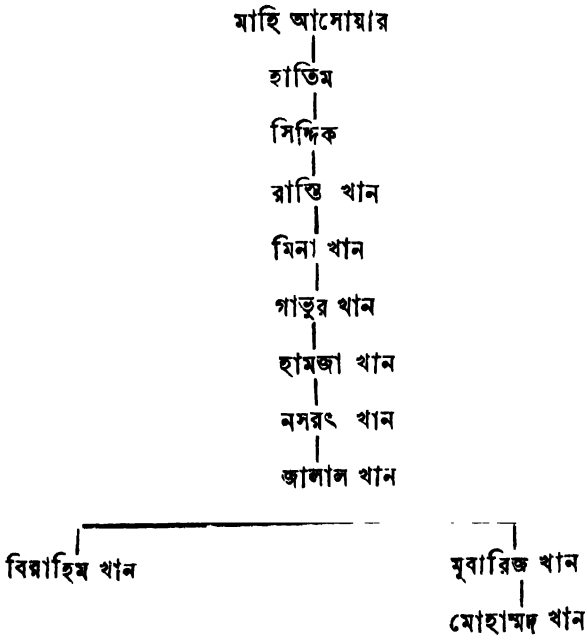 মাহি আসোয়ার
হাতিম
সিদ্দিক
রাস্তি খান
মিনা খান
গাভুর খান
হামজা খান
নসরৎ খান
জালাল খান
বিব্রাহিম খান মুবারিজ খান
মোহাম্মদ খান